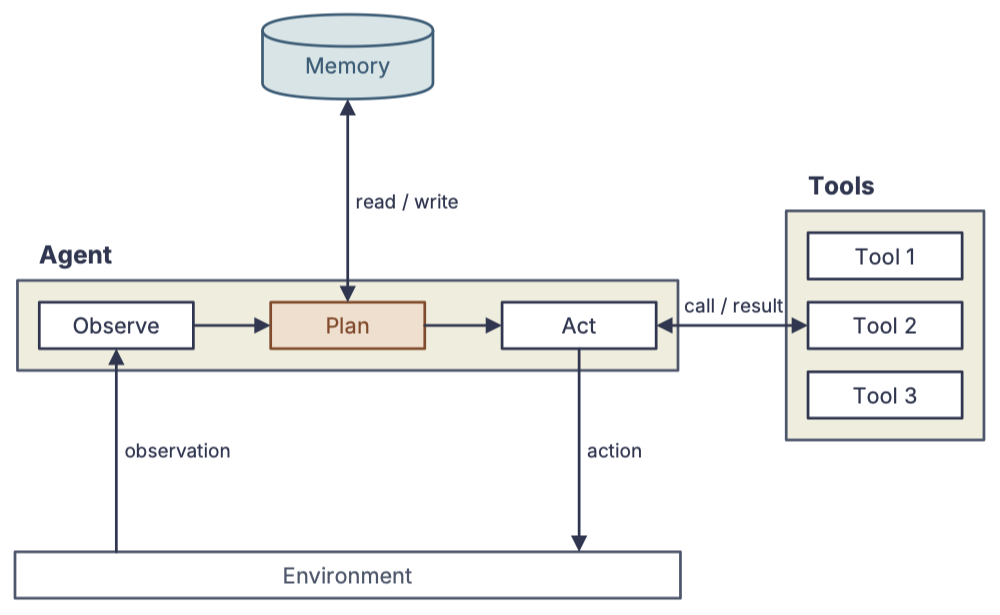 Memory
read / write
Tools
Tool 1
Agent
call / result
Observe
Plan
Act
Tool 2
Tool 3
observation
action
Environment